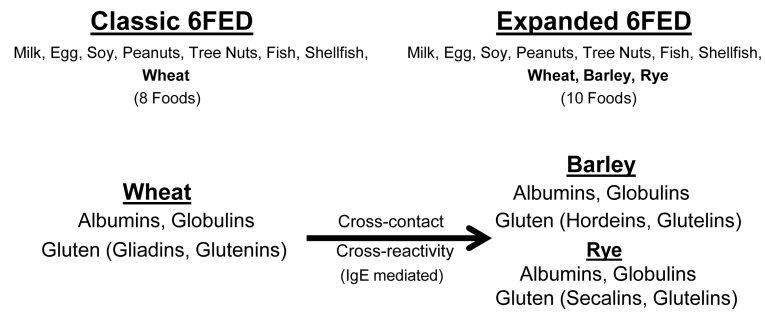 Classic 6FED
Milk, Egg, Soy, Peanuts, Tree Nuts, Fish, Shellfish,
Wheat
(8 Foods)
Expanded 6FED
Milk, Egg, Soy, Peanuts, Tree Nuts, Fish, Shellfish,
Wheat, Barley, Rye
(10 Foods)
Wheat
Albumins, Globulins
Gluten (Gliadins, Glutenins)
Cross-contact
Cross-reactivity
(IgE mediated)
Barley
Albumins, Globulins
Gluten (Hordeins, Glutelins)
Rye
Albumins, Globulins
Gluten (Secalins, Glutelins)